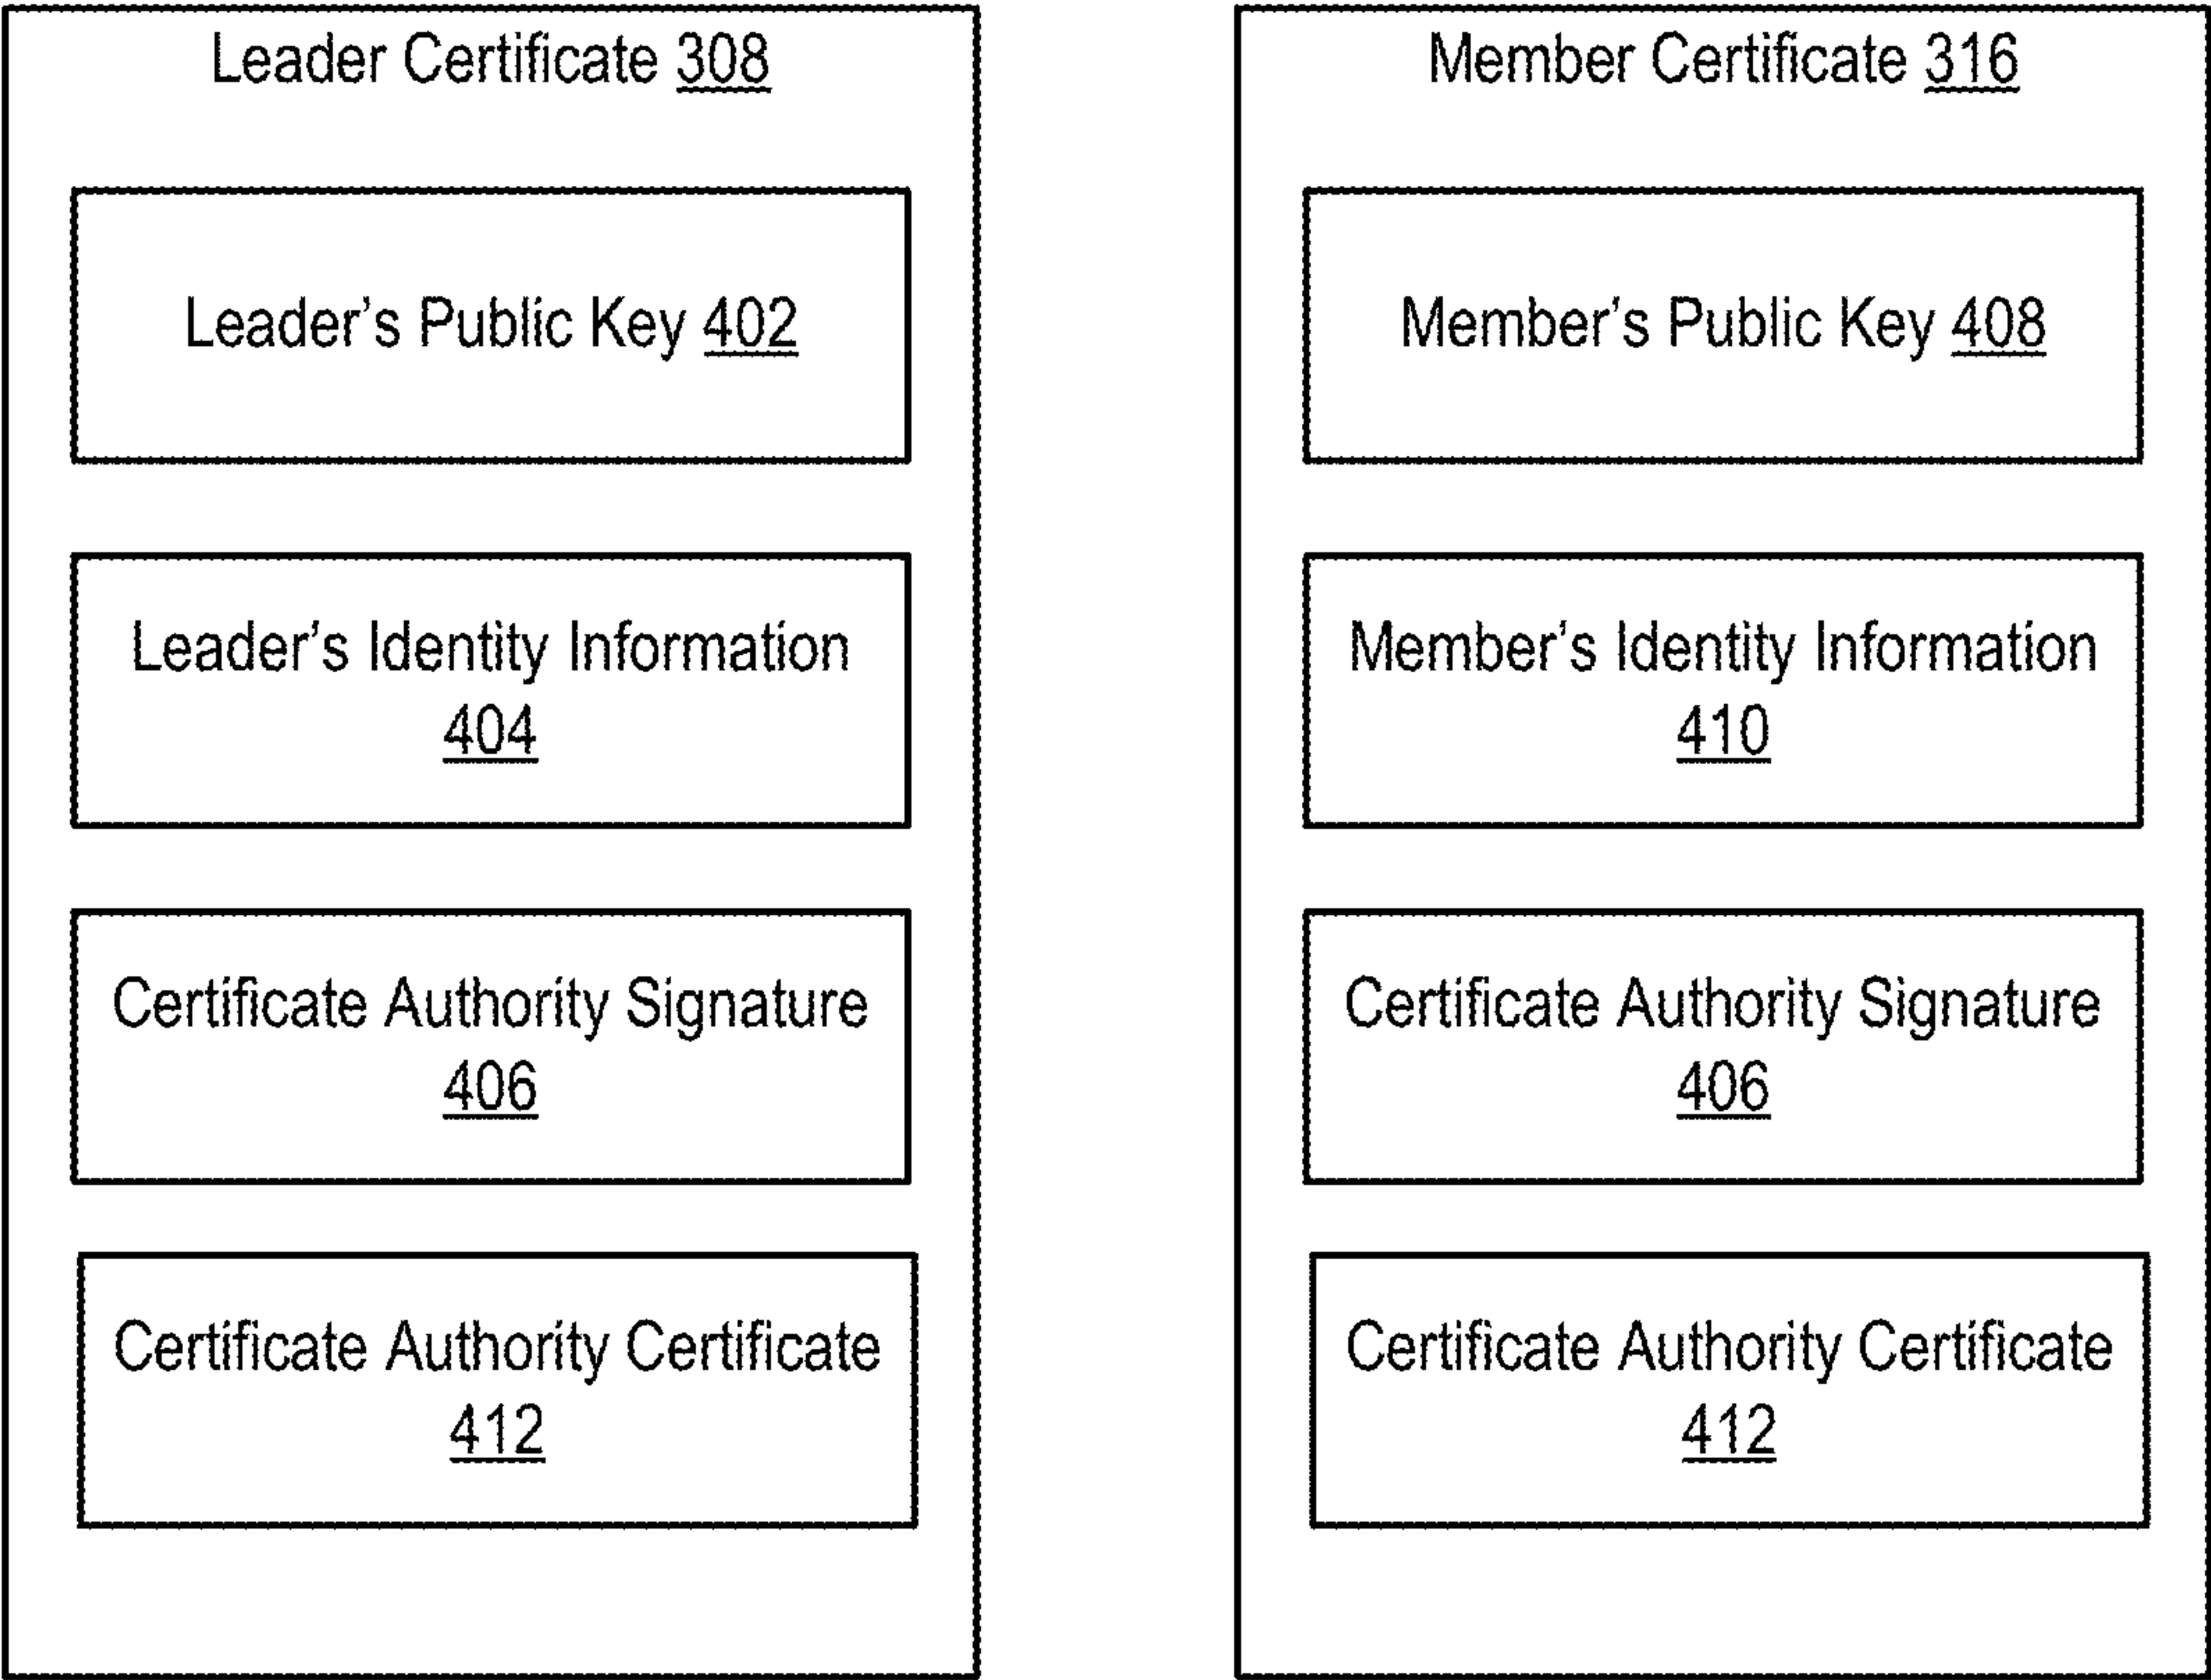 Leader Certificate 308
Leader’s Public Key 402
Leader’s Identity Information
404
Certificate Authority Signature
406
Certificate Authority Certificate
412
Member Certificate 316
Member’s Public Key 408
Member’s Identity Information
410
Certificate Authority Signature
406
Certificate Authority Certificate
412